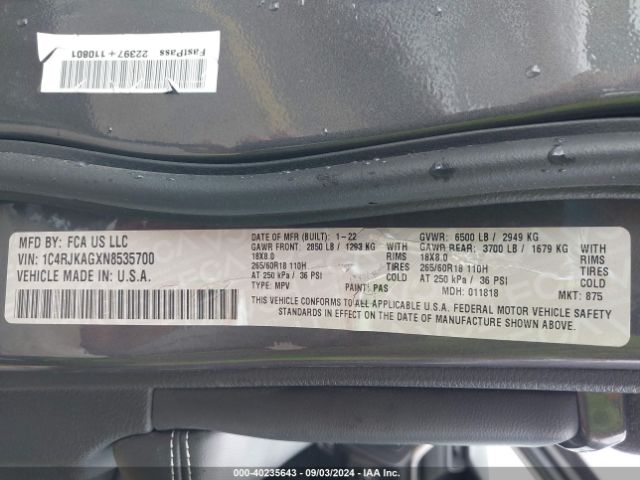 FastPass 22397+110801
MFD BY: FCA US LLC
VIN: 1C4RJKAGXN8535700
VEHICLE MADE IN: U.S.A.
DATE OF MFR (BUILT): 1-22 GVWR: 6500 LB / 2949 KG
GAWR FRONT: 2850 LB / 1293 KG GAWR REAR: 3700 LB / 1679 KG
18X8.0 RIMS 18X8.0 RIMS
265/60R18 110H TIRES 265/60R18 110H TIRES
AT 250 kPa / 36 PSI COLD AT 250 kPa / 36 PSI COLD
TYPE: MPV PAINT: PAS MDH: 011818 MKT: 875
THIS VEHICLE CONFORMS TO ALL APPLICABLE U.S.A. FEDERAL MOTOR VEHICLE SAFETY
STANDARDS IN EFFECT ON THE DATE OF MANUFACTURE SHOWN ABOVE.
000-40235643 - 09/03/2024 - IAA Inc.